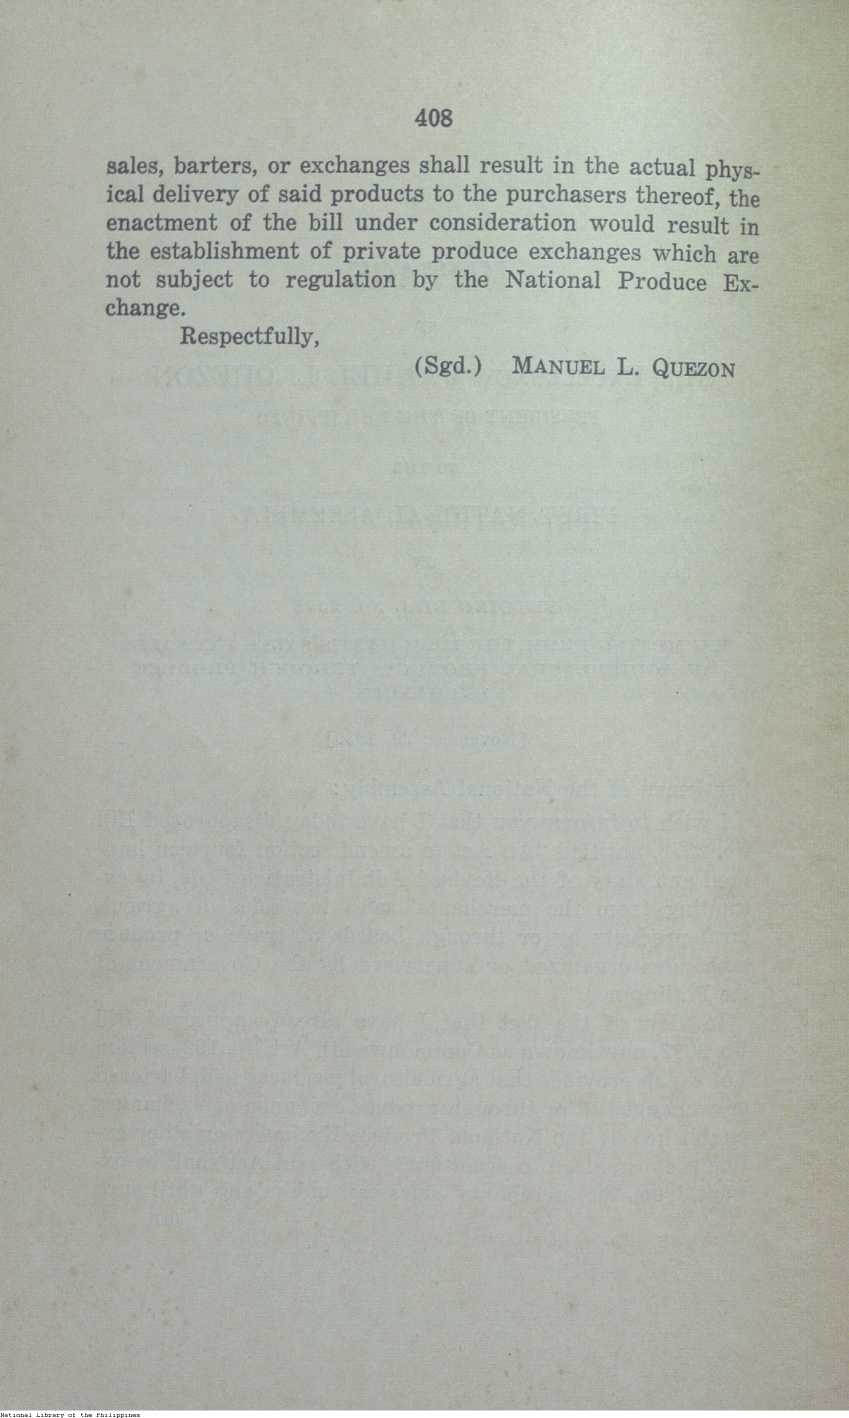 408
sales, barters, or exchanges shall result in the actual phys-
ical delivery of said products to the purchasers thereof, the
enactment of the bill under consideration would result in
the establishment of private produce exchanges which are
not subject to regulation by the National Produce Ex-
change.
Respectfully,
(Sgd.) MANUEL L. QUEZON
National Library of the Philippines